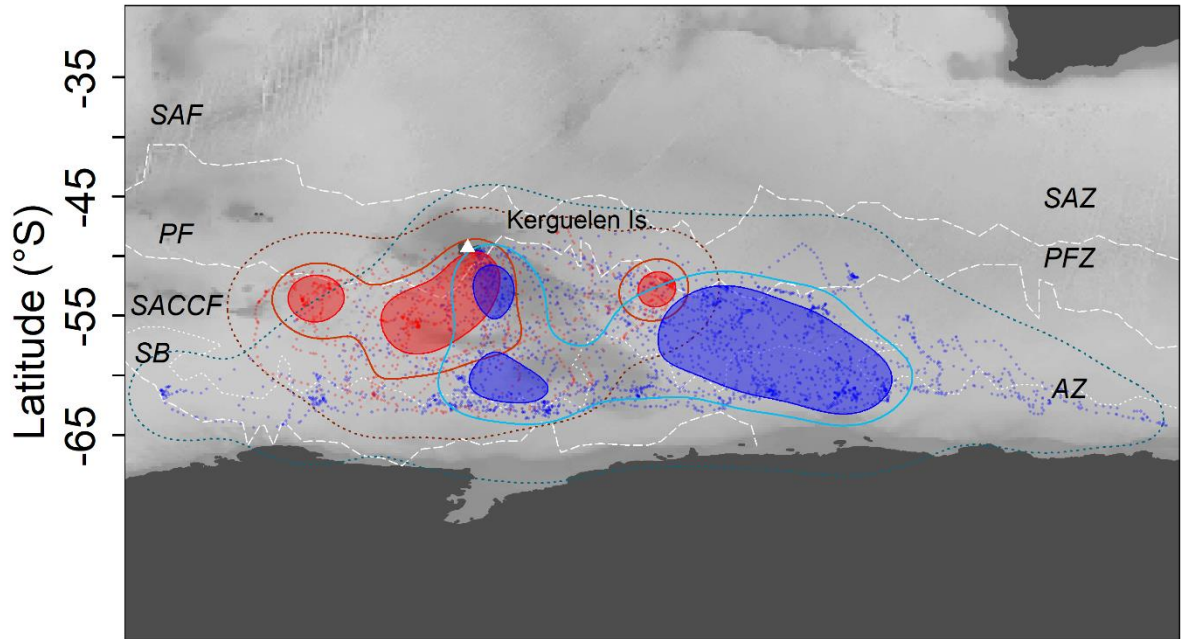 -35
SAF
-45
SAZ
Kerguelen Is.
PF
PFZ
SACCF
-55
SB
AZ
-65
Latitude (°S)